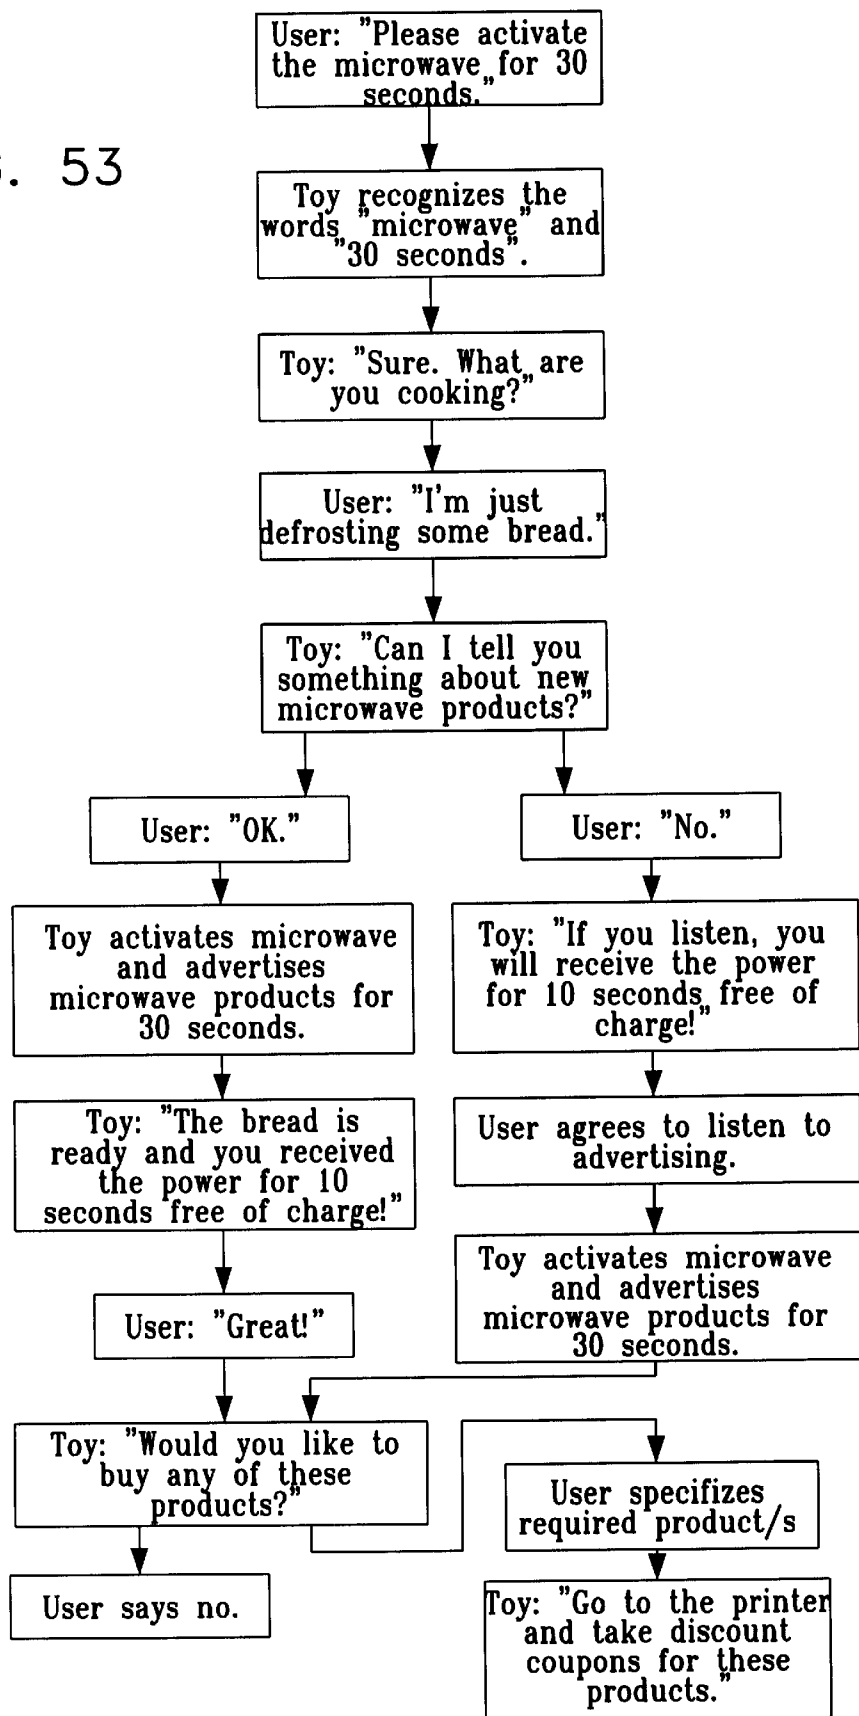 User: "Please activate
the microwave for 30
seconds."
. 53
Toy recognizes the
words "microwave" and
"30 seconds".
Toy: "Sure. What are
you cooking?"
User: "I'm just
defrosting some bread."
Toy: "Can I tell you
something about new
microwave products?"
User: "OK."
User: "No."
Toy activates microwave
and advertises
microwave products for
30 seconds.
Toy: "If you listen, you
will receive the power
for 10 seconds free of
charge!"
Toy: "The bread is
ready and you received
the power for 10
seconds free of charge!"
User agrees to listen to
advertising.
User: "Great!"
Toy activates microwave
and advertises
microwave products for
30 seconds.
Toy: "Would you like to
buy any of these
products?"
User specifizes
required product/s
User says no.
Toy: "Go to the printer
and take discount
coupons for these
products."